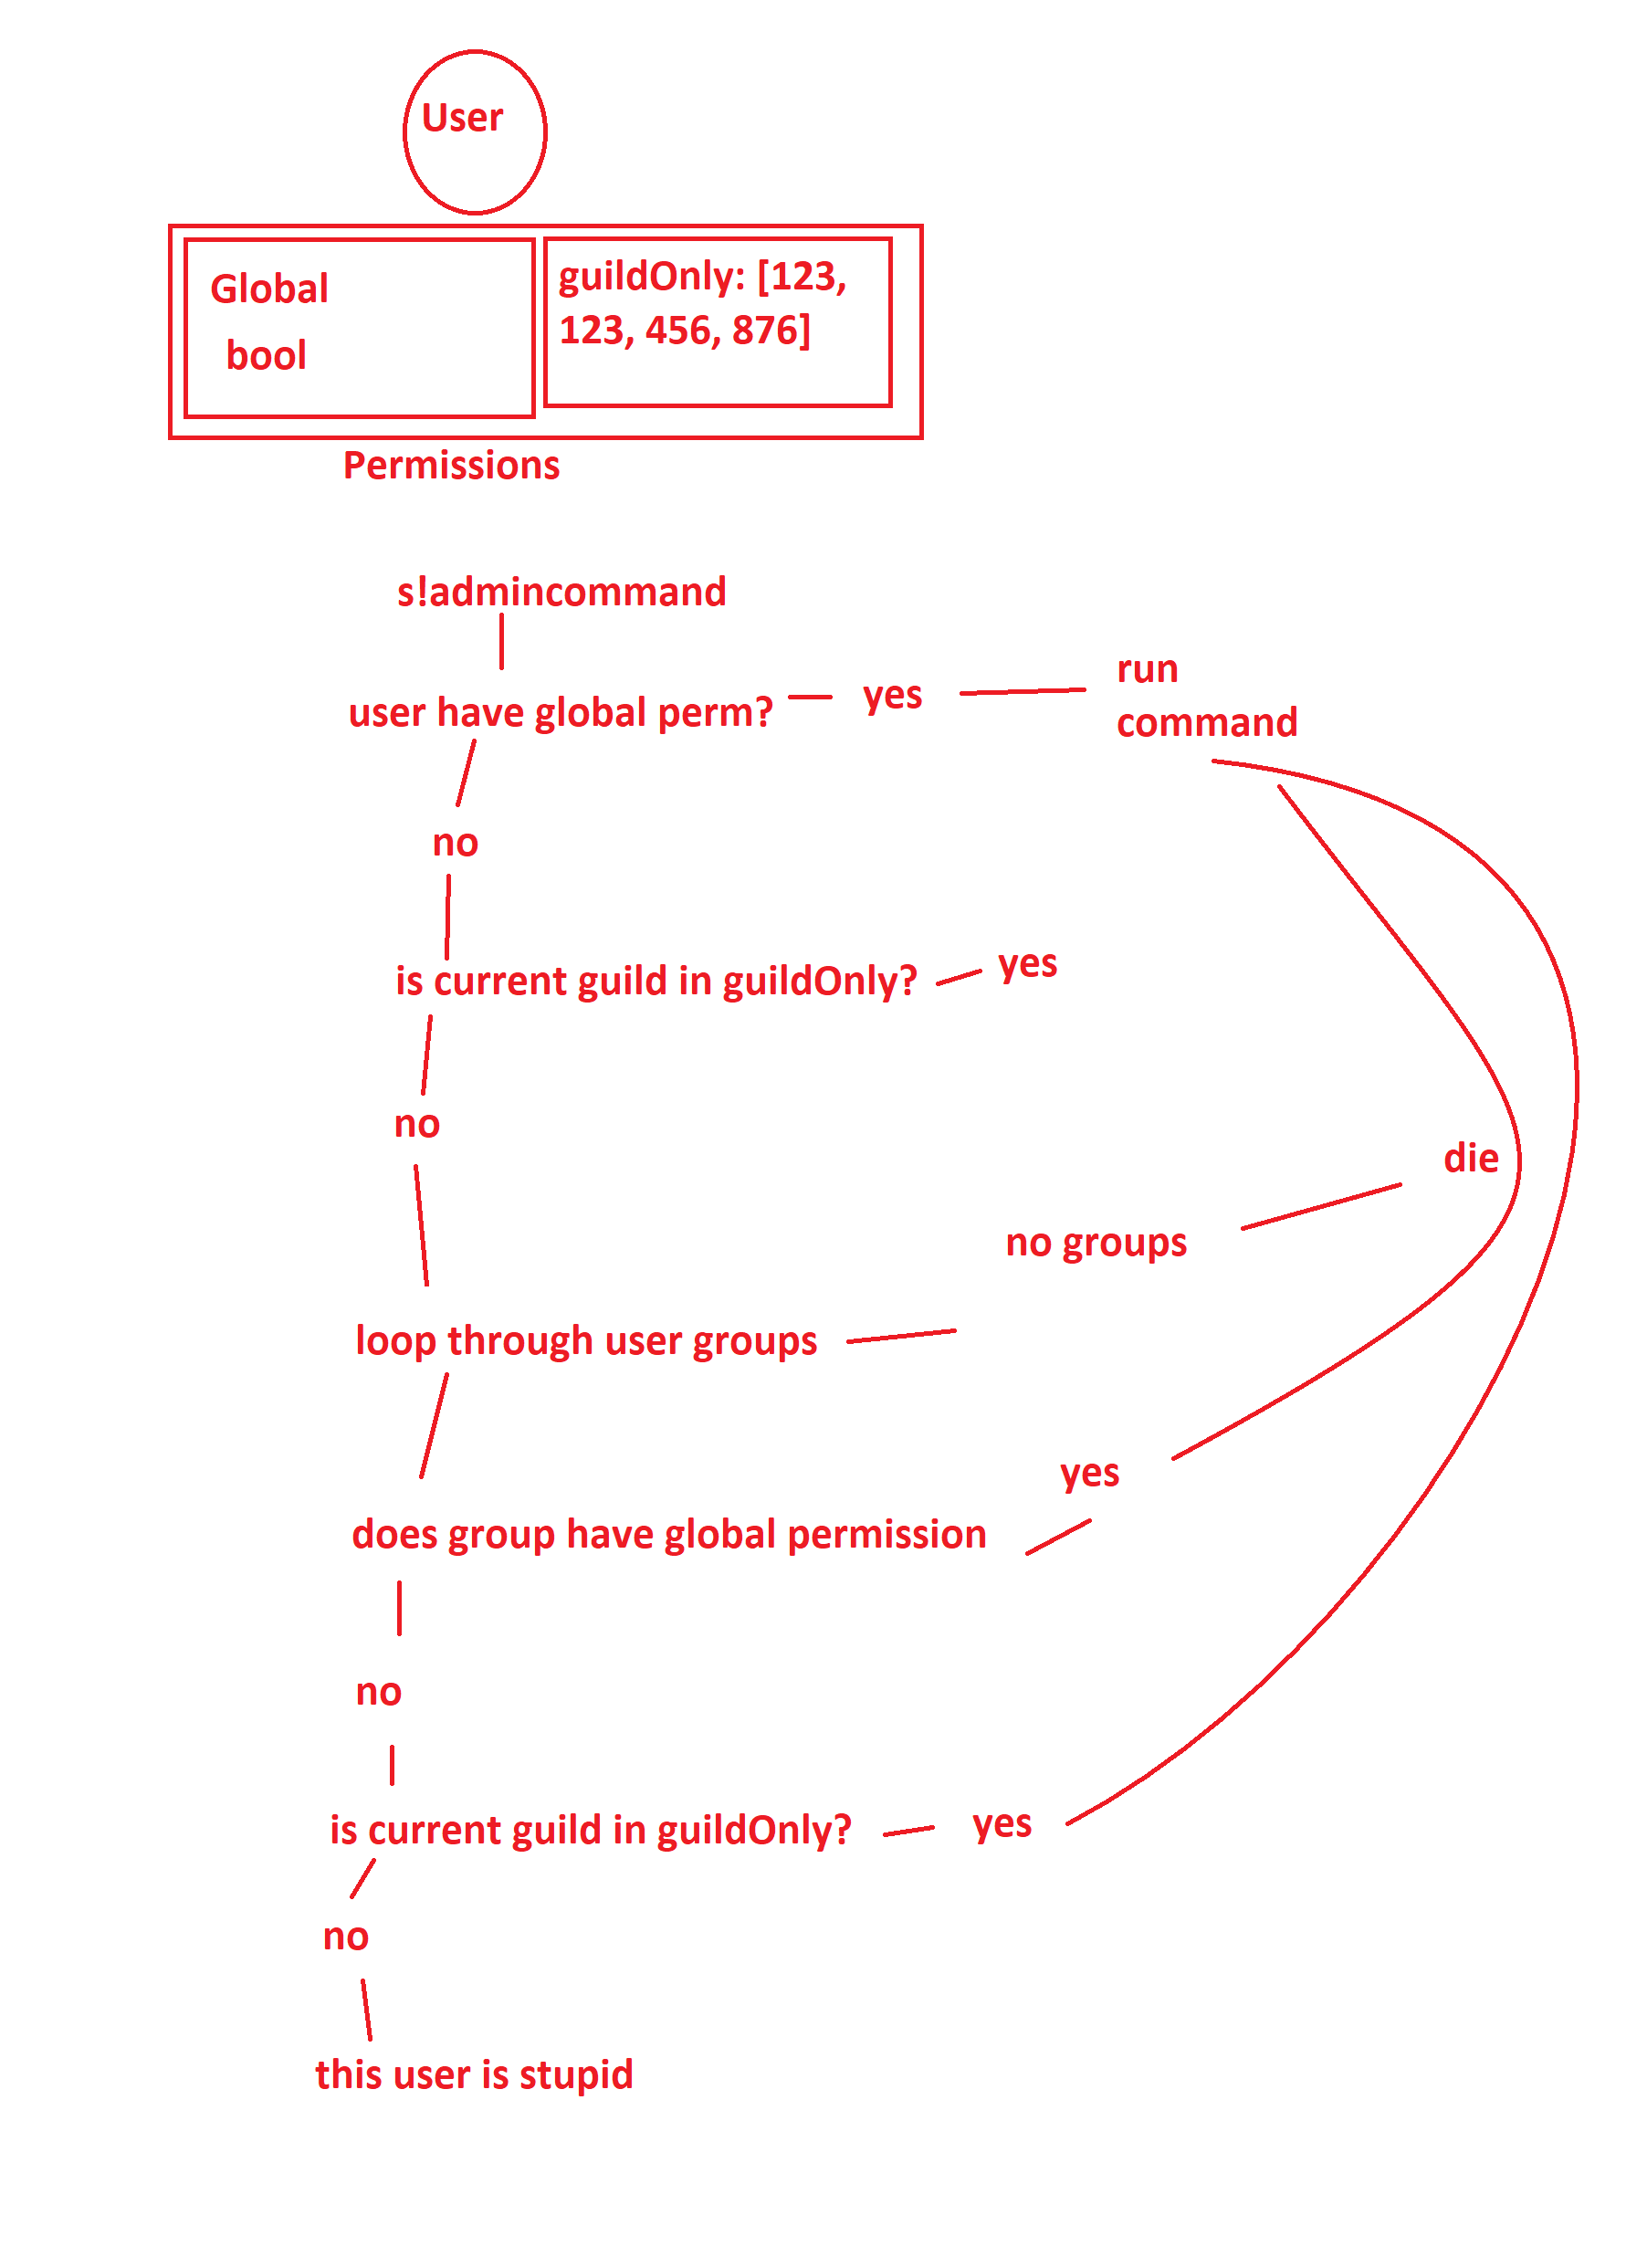 User
Global
bool
guildOnly: [123,
123, 456, 876]
Permissions
s!admincommand
user have global perm?
yes
run
command
no
is current guild in guildOnly?
yes
no
die
no groups
loop through user groups
yes
does group have global permission
no
is current guild in guildOnly?
yes
no
this user is stupid